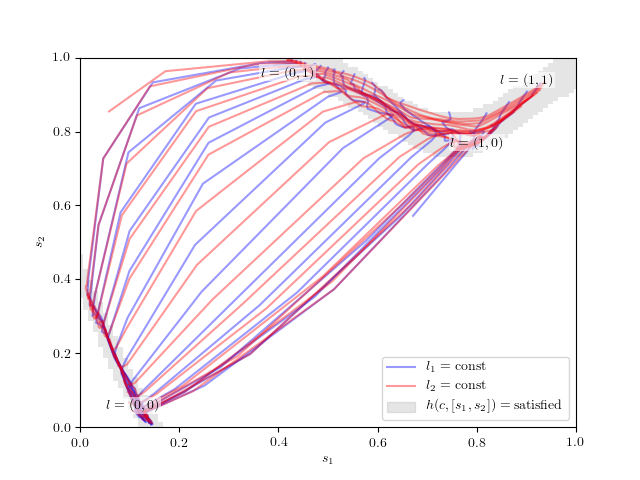 1.0
0.8
0.6
0.4
0.2
0.0
s₂
l = (0, 1)
l = (1, 1)
l = (1, 0)
l = (0, 0)
l₁ = const
l₂ = const
h(c, [s₁, s₂]) = satisfied
0.0 0.2 0.4 0.6 0.8 1.0
s₁